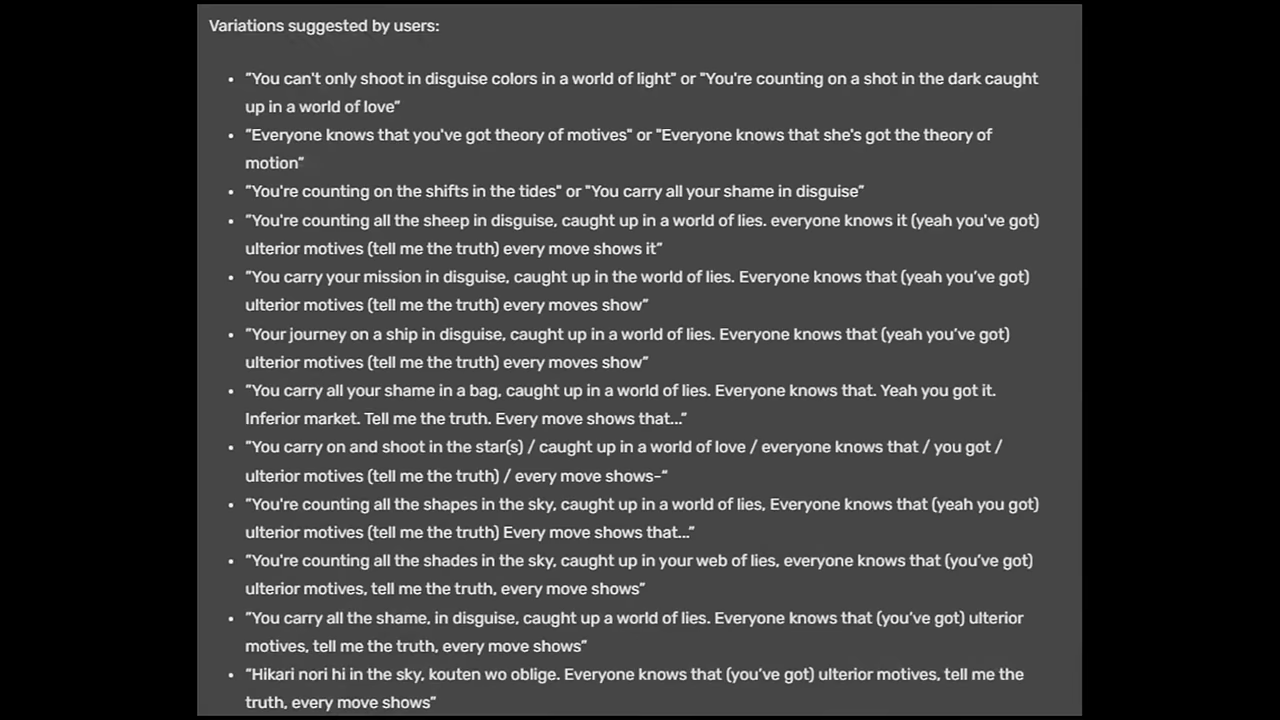 Variations suggested by users:
• "You can't only shoot in disguise colors in a world of light" or "You're counting on a shot in the dark caught
up in a world of love"
• "Everyone knows that you've got theory of motives" or "Everyone knows that she's got the theory of
motion"
• "You're counting on the shifts in the tides" or "You carry all your shame in disguise"
• "You're counting all the sheep in disguise, caught up in a world of lies. everyone knows it (yeah you've got)
ulterior motives (tell me the truth) every move shows it"
• "You carry your mission in disguise, caught up in the world of lies. Everyone knows that (yeah you've got)
ulterior motives (tell me the truth) every moves show"
• "Your journey on a ship in disguise, caught up in a world of lies. Everyone knows that (yeah you've got)
ulterior motives (tell me the truth) every moves show"
• "You carry all your shame in a bag, caught up in a world of lies. Everyone knows that. Yeah you got it.
Inferior market. Tell me the truth. Every move shows that..."
• "You carry on and shoot in the star(s) / caught up in a world of love / everyone knows that / you got /
ulterior motives (tell me the truth) / every move shows-"
• "You're counting all the shapes in the sky, caught up in a world of lies, Everyone knows that (yeah you got)
ulterior motives (tell me the truth) Every move shows that..."
• "You're counting all the shades in the sky, caught up in your web of lies, everyone knows that (you've got)
ulterior motives, tell me the truth, every move shows"
• "You carry all the shame, in disguise, caught up a world of lies. Everyone knows that (you've got) ulterior
motives, tell me the truth, every move shows"
• "Hikari nori hi in the sky, kouten wo oblige. Everyone knows that (you've got) ulterior motives, tell me the
truth, every move shows"